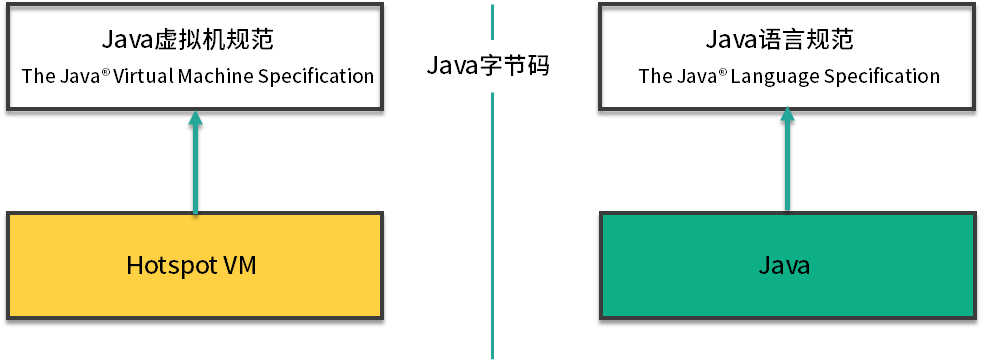 Java虚拟机规范
The Java® Virtual Machine Specification
Java字节码
Java语言规范
The Java® Language Specification
Hotspot VM
Java